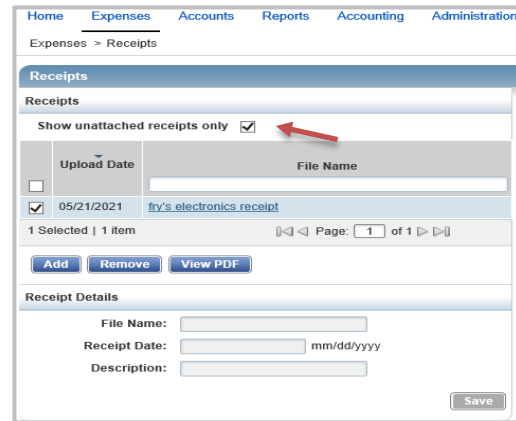 Home Expenses Accounts Reports Accounting Administration
Expenses > Receipts
Receipts
Receipts
Show unattached receipts only
Upload Date File Name
05/21/2021 fry's electronics receipt
1 Selected | 1 item Page: 1 of 1
Add Remove View PDF
Receipt Details
File Name:
Receipt Date: mm/dd/yyyy
Description:
Save